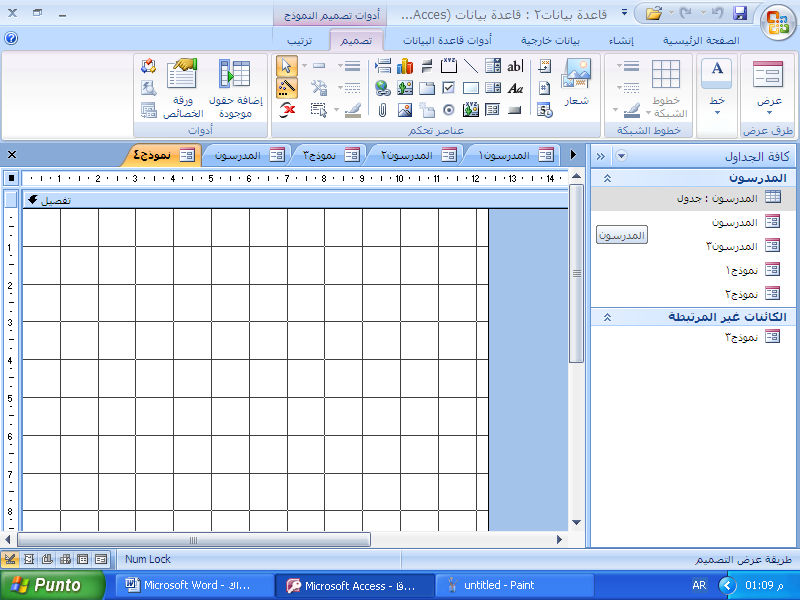 قاعدة بيانات٢ : قاعدة بيانات (Acces...
أدوات تصميم النموذج
الصفحة الرئيسية
إنشاء
بيانات خارجية
أدوات قاعدة البيانات
تصميم
ترتيب
عرض
طرق عرض
خط
خطوط الشبكة
خطوط الشبكة
شعار
عناصر تحكم
إضافة حقول موجودة
ورقة الخصائص
أدوات
كافة الجداول
المدرسون
المدرسون : جدول
المدرسون
المدرسون٣
نموذج١
نموذج٢
الكائنات غير المرتبطة
نموذج٣
المدرسون
المدرسون١
المدرسون٢
نموذج٣
المدرسون
نموذج٤
1 2 3 4 5 6 7 8 9 10 11 12 13 14
تفصيل
1
2
3
4
5
6
7
8
طريقة عرض التصميم
Num Lock
Punto
Microsoft Word - اك...
Microsoft Access - قا...
untitled - Paint
AR
01:09 م